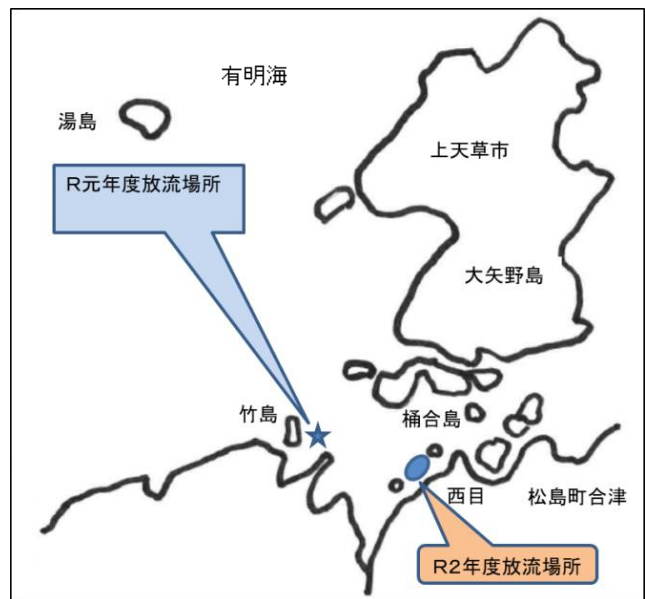 有明海
湯島
上天草市
R元年度放流場所
大矢野島
竹島
桶合島
西目
松島町合津
R2年度放流場所